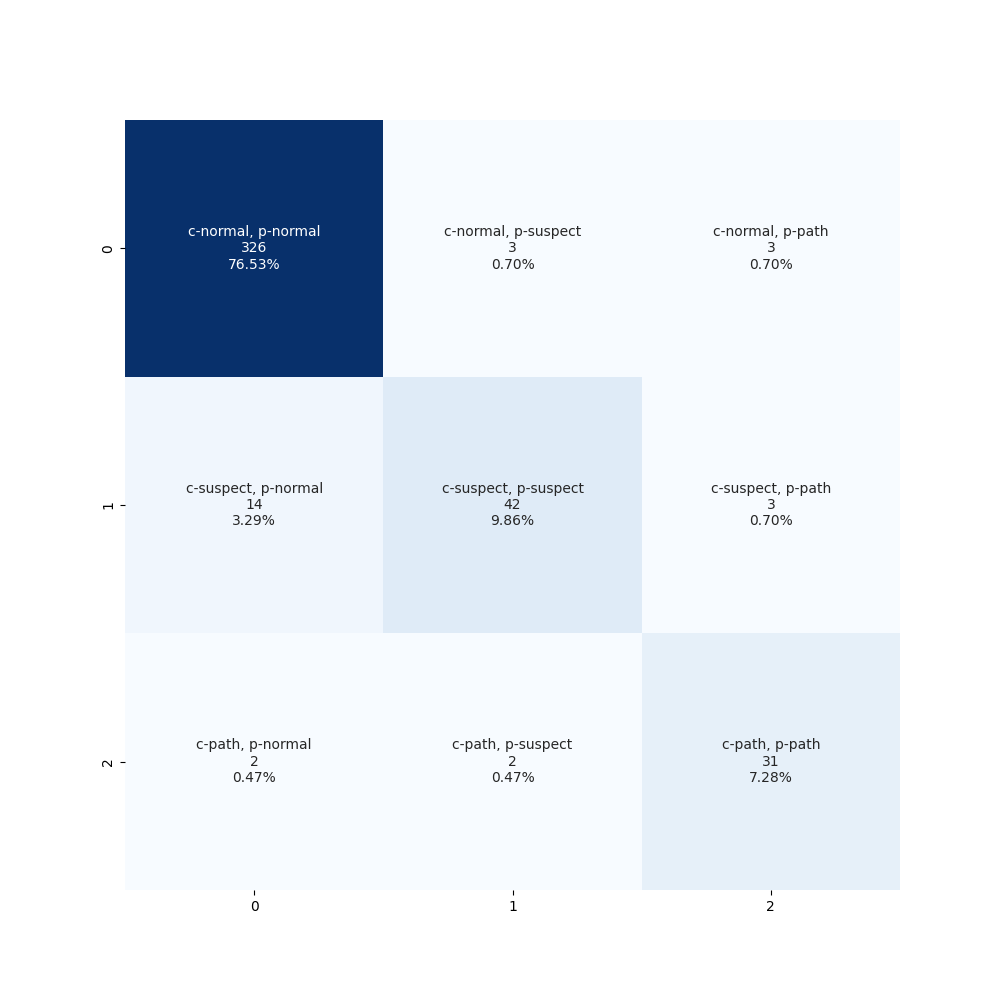 0
c-normal, p-normal
326
76.53%
c-normal, p-suspect
3
0.70%
c-normal, p-path
3
0.70%
1
c-suspect, p-normal
14
3.29%
c-suspect, p-suspect
42
9.86%
c-suspect, p-path
3
0.70%
2
c-path, p-normal
2
0.47%
c-path, p-suspect
2
0.47%
c-path, p-path
31
7.28%
0
1
2